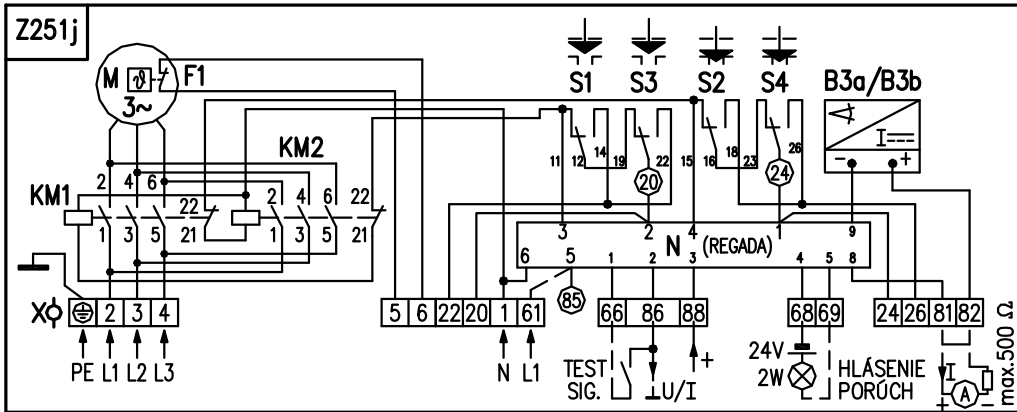 Z251j
S1 S3 S2 S4 B3a/B3b
M ϑ F1
3~
I
- +
KM2
11 12 14 19 22 15 16 18 23 26
20 24
2 4 6 2 4 6 22
KM1
22
1 3 5 21 1 3 5 21
3 2 4 1 9
N (REGADA)
6 5 1 2 3 4 5 8
85
X 2 3 4 5 6 22 20 1 61 66 86 88 68 69 24 26 81 82
PE L1 L2 L3 N L1
TEST
SIG.
⊥U/I
+
24V
2W
HLÁSENIE
PORÚCH
I
A
+ -
max.500 Ω